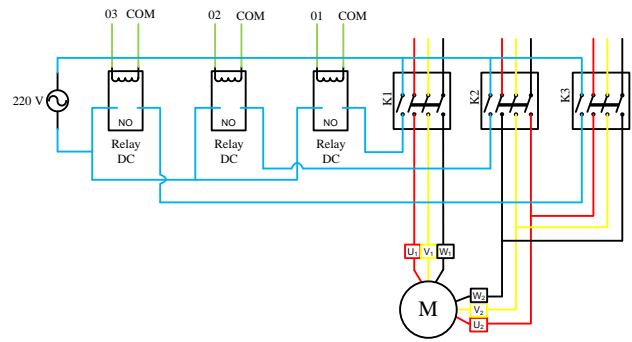 03 COM
02 COM
01 COM
220 V
K1
K2
K3
NO
NO
NO
Relay
DC
Relay
DC
Relay
DC
U1 V1 W1
W2
M
V2
U2